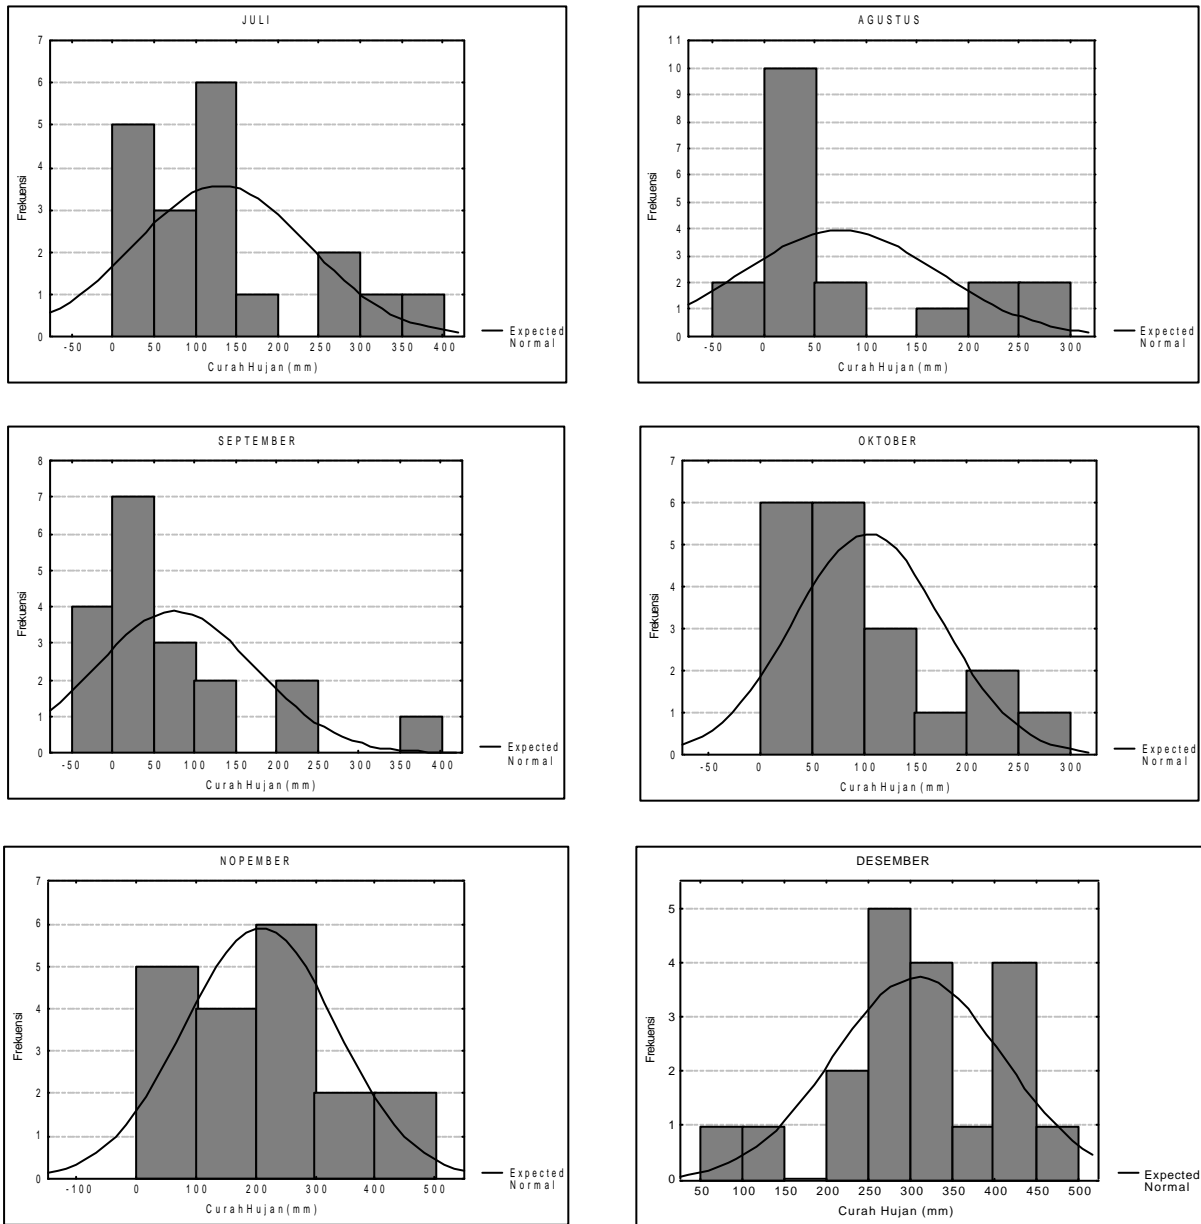 JULI
7
6
5
4
3
2
1
0
Frekuensi
-50 0 50 100 150 200 250 300 350 400
Curah Hujan (mm)
Expected
Normal
AGUSTUS
11
10
9
8
7
6
5
4
3
2
1
0
Frekuensi
-50 0 50 100 150 200 250 300
Curah Hujan (mm)
Expected
Normal
SEPTEMBER
8
7
6
5
4
3
2
1
0
Frekuensi
-50 0 50 100 150 200 250 300 350 400
Curah Hujan (mm)
Expected
Normal
OKTOBER
7
6
5
4
3
2
1
0
Frekuensi
-50 0 50 100 150 200 250 300
Curah Hujan (mm)
Expected
Normal
NOPEMBER
7
6
5
4
3
2
1
0
Frekuensi
-100 0 100 200 300 400 500
Curah Hujan (mm)
Expected
Normal
DESEMBER
5
4
3
2
1
0
Frekuensi
50 100 150 200 250 300 350 400 450 500
Curah Hujan (mm)
Expected
Normal